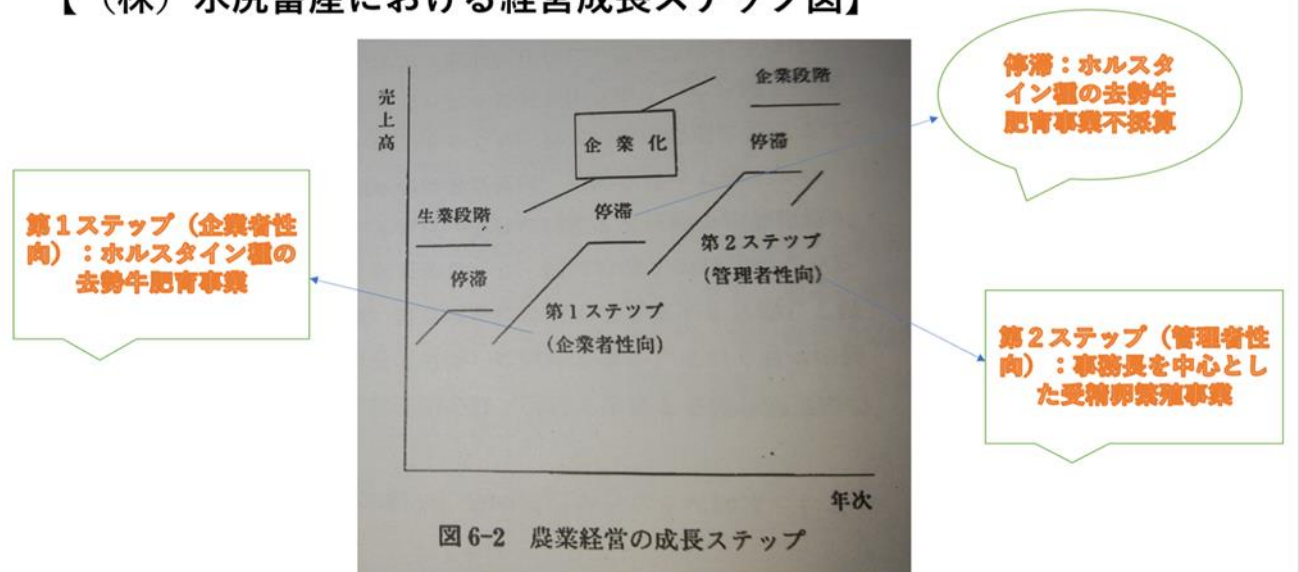 【（株）水虎畜産における経営成長ステップ図】
停滞：ホルスタ
イン種の去勢牛
肥育事業不採算
第１ステップ（企業者性
向）：ホルスタイン種の
去勢牛肥育事業
第２ステップ（管理者性
向）：事務長を中心とし
た受精卵繁殖事業
売上高
企業段階
停滞
企業化
生業段階
停滞
停滞
第２ステップ
(管理者性向)
第１ステツプ
(企業者性向)
年次
図 6-2 農業経営の成長ステップ